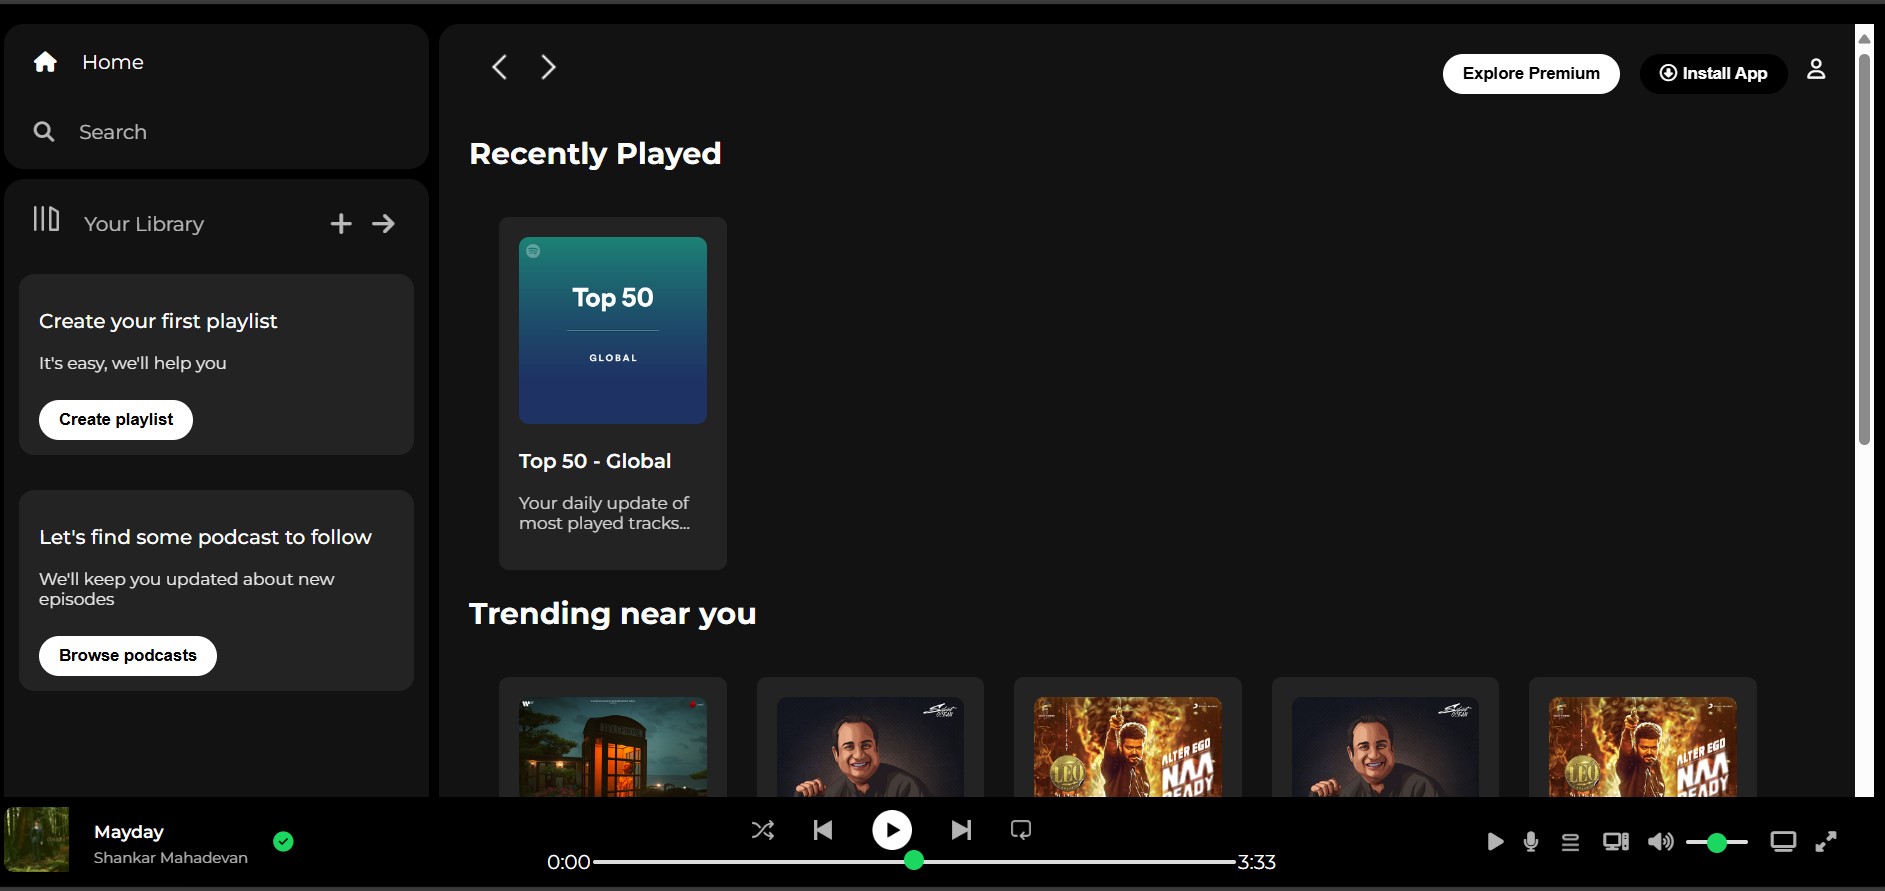 Home
Search
Your Library
Create your first playlist
It's easy, we'll help you
Create playlist
Let's find some podcast to follow
We'll keep you updated about new
episodes
Browse podcasts
Explore Premium
Install App
Recently Played
Top 50
GLOBAL
Top 50 - Global
Your daily update of
most played tracks...
Trending near you
LEO
ALTER EGO
NAA
READY
LEO
ALTER EGO
NAA
READY
Mayday
Shankar Mahadevan
0:00
3:33